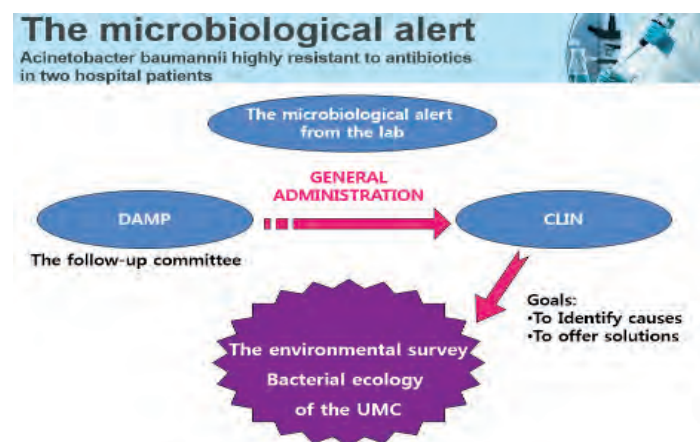 The microbiological alert
Acinetobacter baumannii highly resistant to antibiotics
in two hospital patients
The microbiological alert
from the lab
GENERAL
ADMINISTRATION
DAMP
CLIN
The follow-up committee
Goals:
•To Identify causes
•To offer solutions
The environmental survey
Bacterial ecology
of the UMC